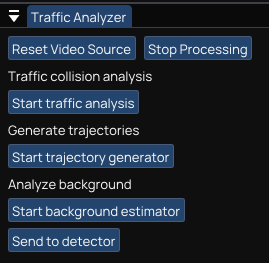 Traffic Analyzer
Reset Video Source Stop Processing
Traffic collision analysis
Start traffic analysis
Generate trajectories
Start trajectory generator
Analyze background
Start background estimator
Send to detector